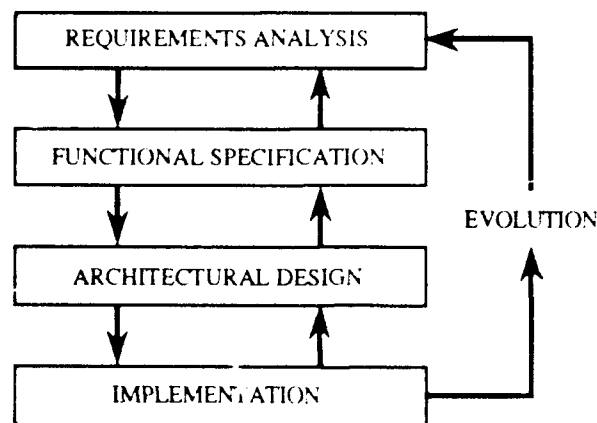 REQUIREMENTS ANALYSIS
FUNCTIONAL SPECIFICATION
EVOLUTION
ARCHITECTURAL DESIGN
IMPLEMENTATION